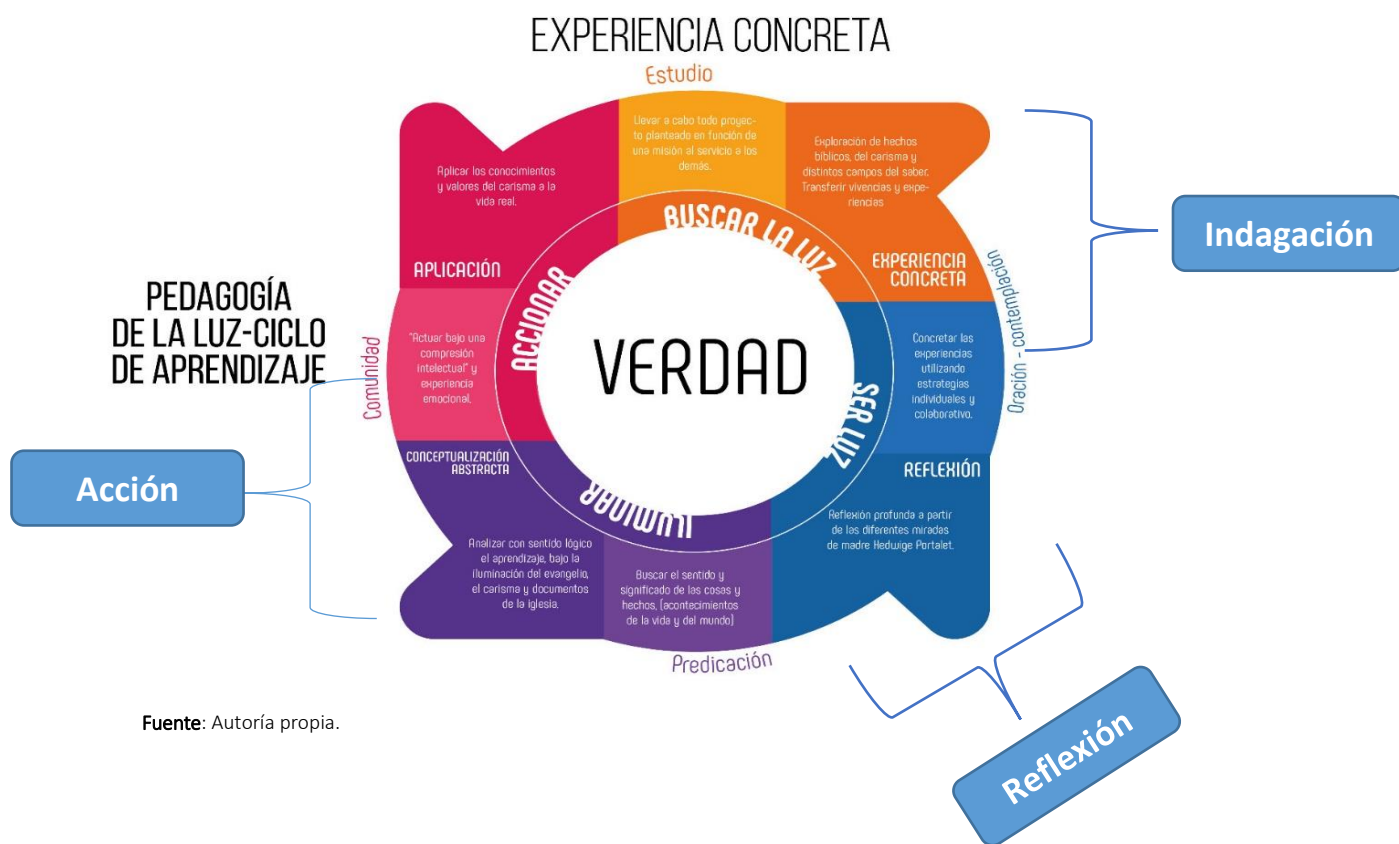 EXPERIENCIA CONCRETA
Estudio
Llevar a cabo todo proyec-
to planteado en función de
una misión al servicio a los
demás.
Exploración de hechos
bíblicos, del carisma y
distintos campos del saber.
Transferir vivencias y expe-
riencias
Aplicar los conocimientos
y valores del carisma a la
vida real.
BUSCAR LA LUZ
Indagación
EXPERIENCIA
CONCRETA
APLICACIÓN
ACCIONAR
Oración - contemplación
PEDAGOGÍA
DE LA LUZ-CICLO
DE APRENDIZAJE
Comunidad
"Actuar bajo una
compresión
intelectual" y
experiencia
emocional,
VERDAD
Concretar las
experiencias
utilizando
estrategias
individuales y
colaborativo.
SER LUZ
CONCEPTUALIZACIÓN
ABSTRACTA
REFLEXIÓN
Acción
ILUMINAR
Reflexión profunda a partir
de las diferentes miradas
de madre Hedwige Portalet.
Analizar con sentido lógico
el aprendizaje, bajo la
iluminación del evangelio,
el carisma y documentos
de la iglesia.
Buscar el sentido y
significado de las cosas y
hechos, (acontecimientos
de la vida y del mundo)
Predicación
Reflexión
Fuente: Autoría propia.